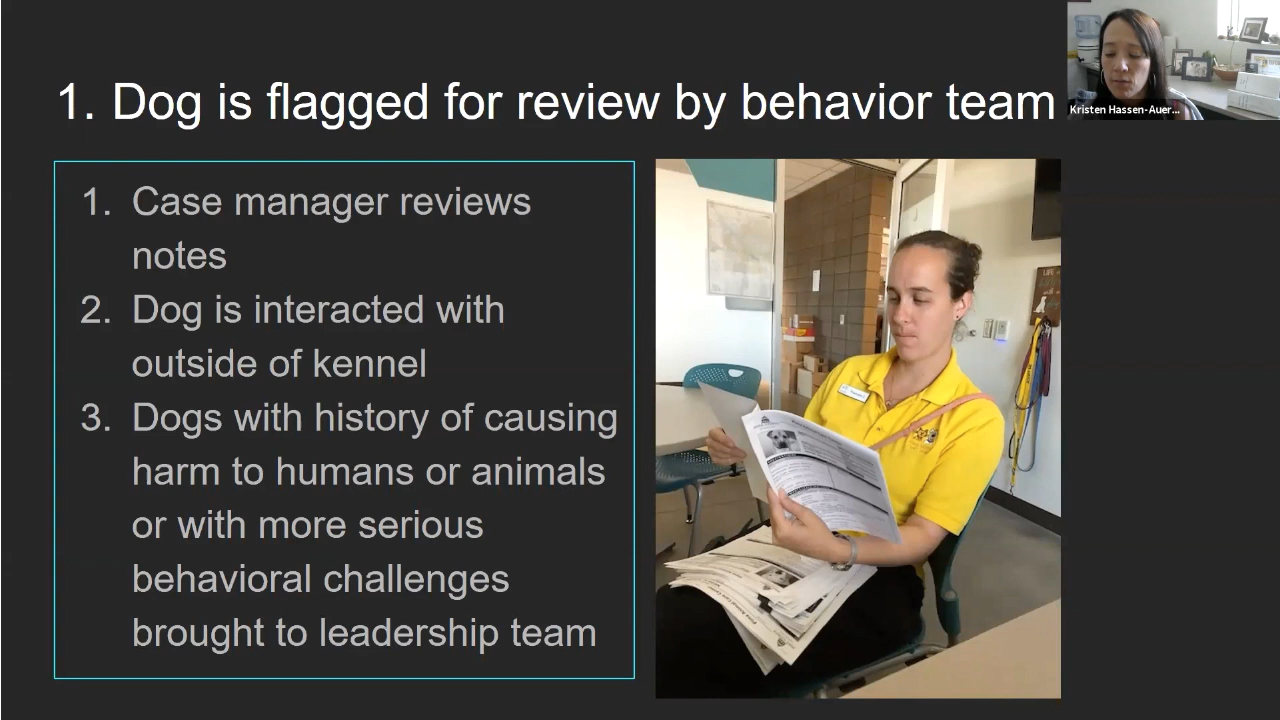 1. Dog is flagged for review by behavior team
Kristen Hassen-Auer...
1. Case manager reviews
notes
2. Dog is interacted with
outside of kennel
3. Dogs with history of causing
harm to humans or animals
or with more serious
behavioral challenges
brought to leadership team